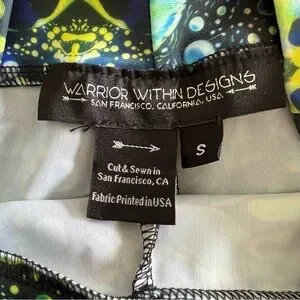 WARRIOR WITHIN DESIGNS
SAN FRANCISCO, CALIFORNIA, USA
S
Cut & Sewn in
San Francisco, CA
Fabric Printed in USA